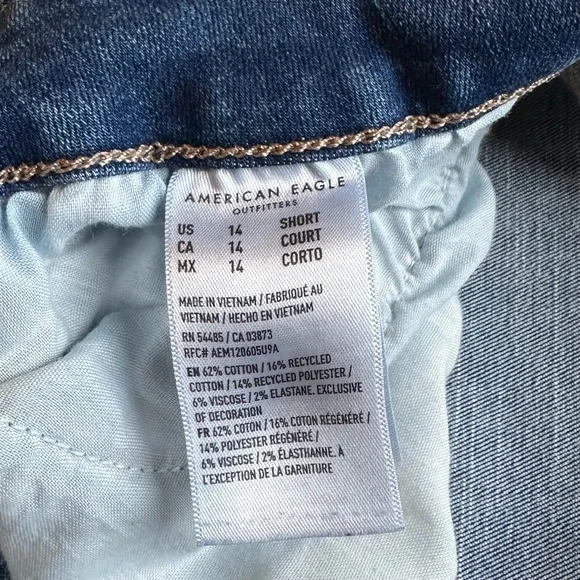 AMERICAN EAGLE
OUTFITTERS
US 14 SHORT
CA 14 COURT
MX 14 CORTO
MADE IN VIETNAM / FABRIQUÉ AU
VIETNAM / HECHO EN VIETNAM
RN 54485 / CA 03873
RFC# AEM120605U9A
EN 62% COTTON / 16% RECYCLED
COTTON / 14% RECYCLED POLYESTER /
6% VISCOSE / 2% ELASTANE. EXCLUSIVE
OF DECORATION
FR 62% COTON / 16% COTON RÉGÉNÉRÉ /
14% POLYESTER RÉGÉNÉRÉ /
6% VISCOSE / 2% ÉLASTHANNE. À
L'EXCEPTION DE LA GARNITURE